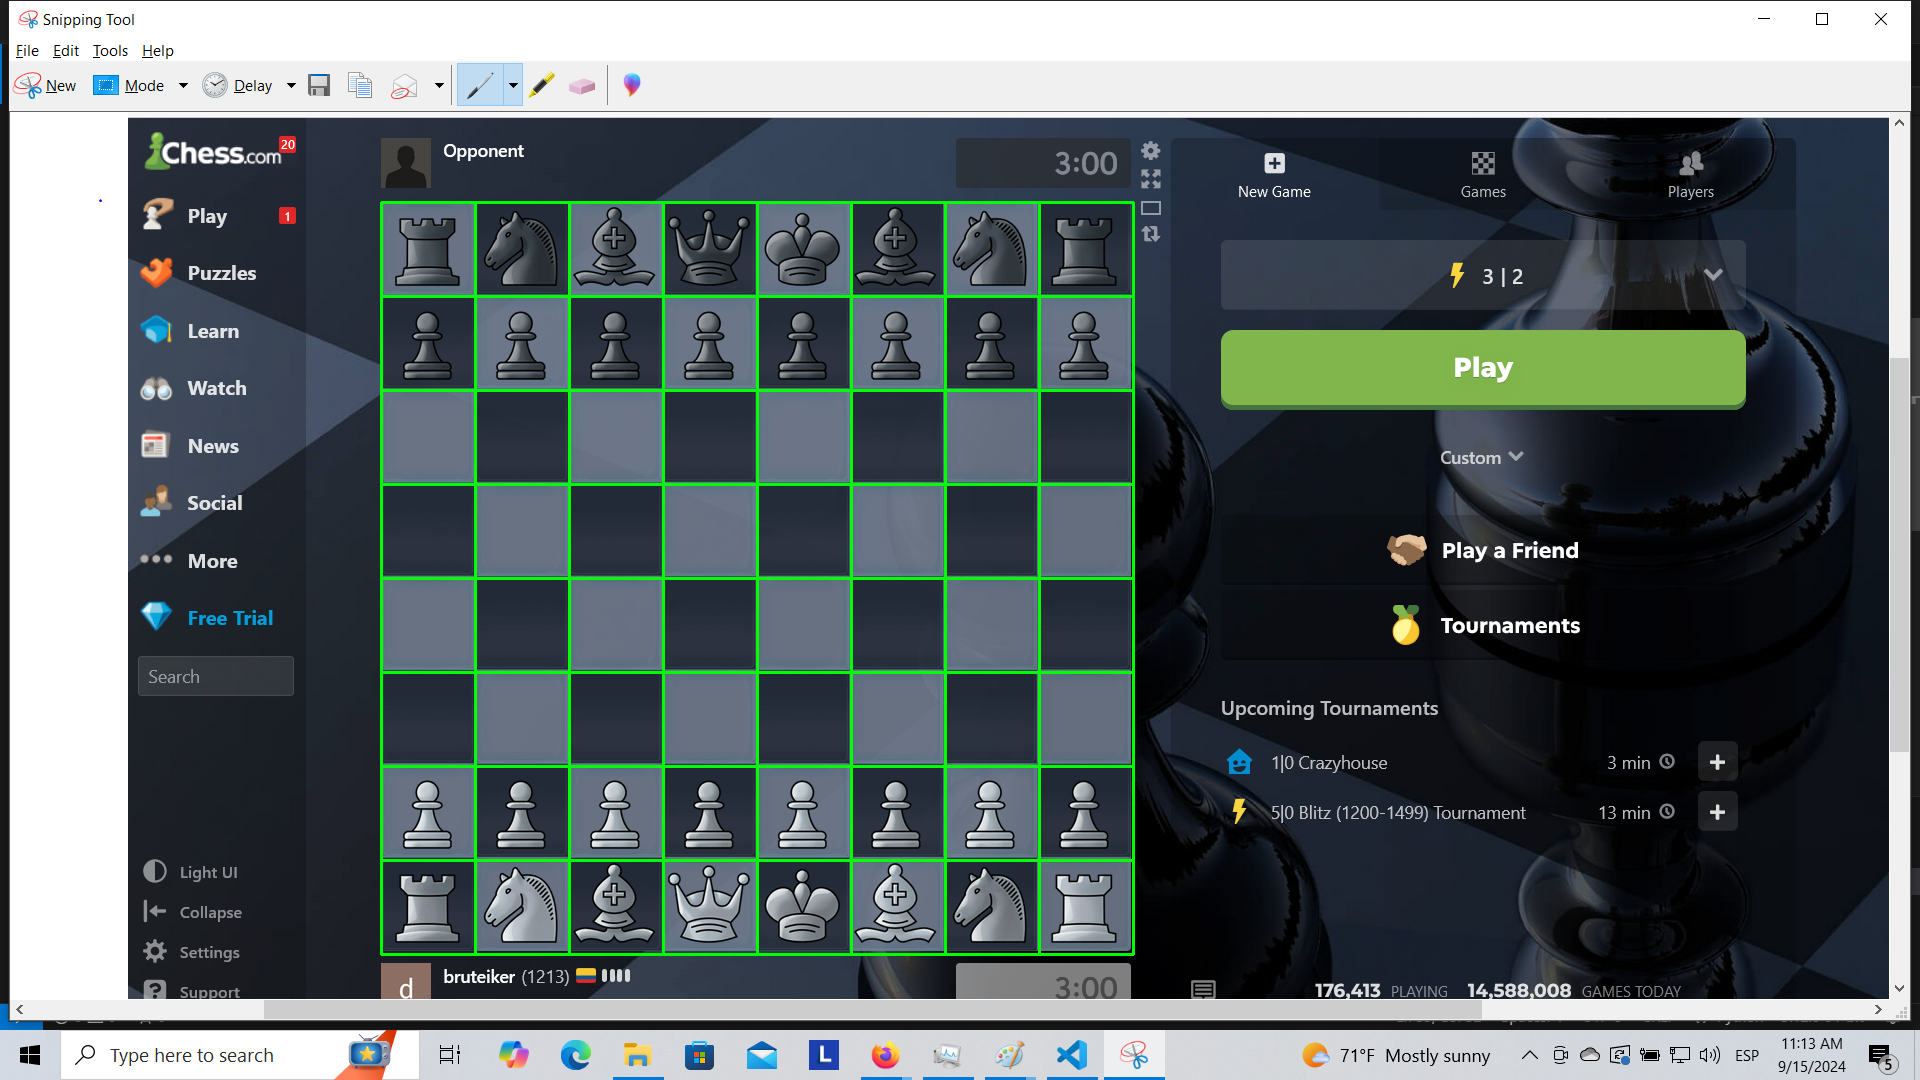 Snipping Tool
File Edit Tools Help
New Mode Delay
Chess.com 20
Play 1
Puzzles
Learn
Watch
News
Social
More
Free Trial
Search
Light UI
Collapse
Settings
Support
Opponent
3:00
d
bruteiker (1213)
3:00
New Game
Games
Players
3 | 2
Play
Custom
Play a Friend
Tournaments
Upcoming Tournaments
1|0 Crazyhouse 3 min
5|0 Blitz (1200-1499) Tournament 13 min
176,413 PLAYING 14,588,008 GAMES TODAY
Type here to search
L
71°F Mostly sunny
ESP
11:13 AM
9/15/2024
5